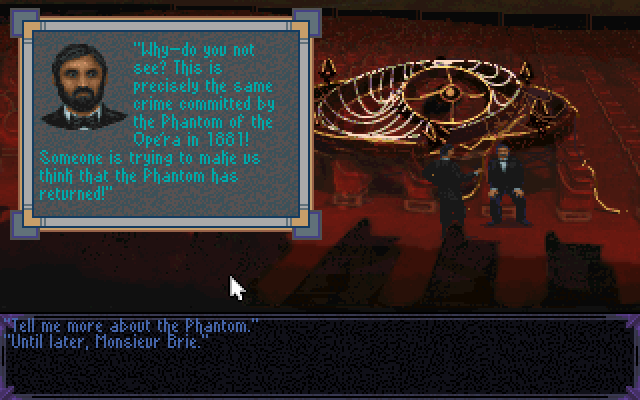 "Why—do you not
see? This is
precisely the same
crime committed by
the Phantom of the
Ope'ra in 1881!
Someone is trying to make us
think that the Phantom has
returned!"
"Tell me more about the Phantom."
"Until later, Monsieur Brie."